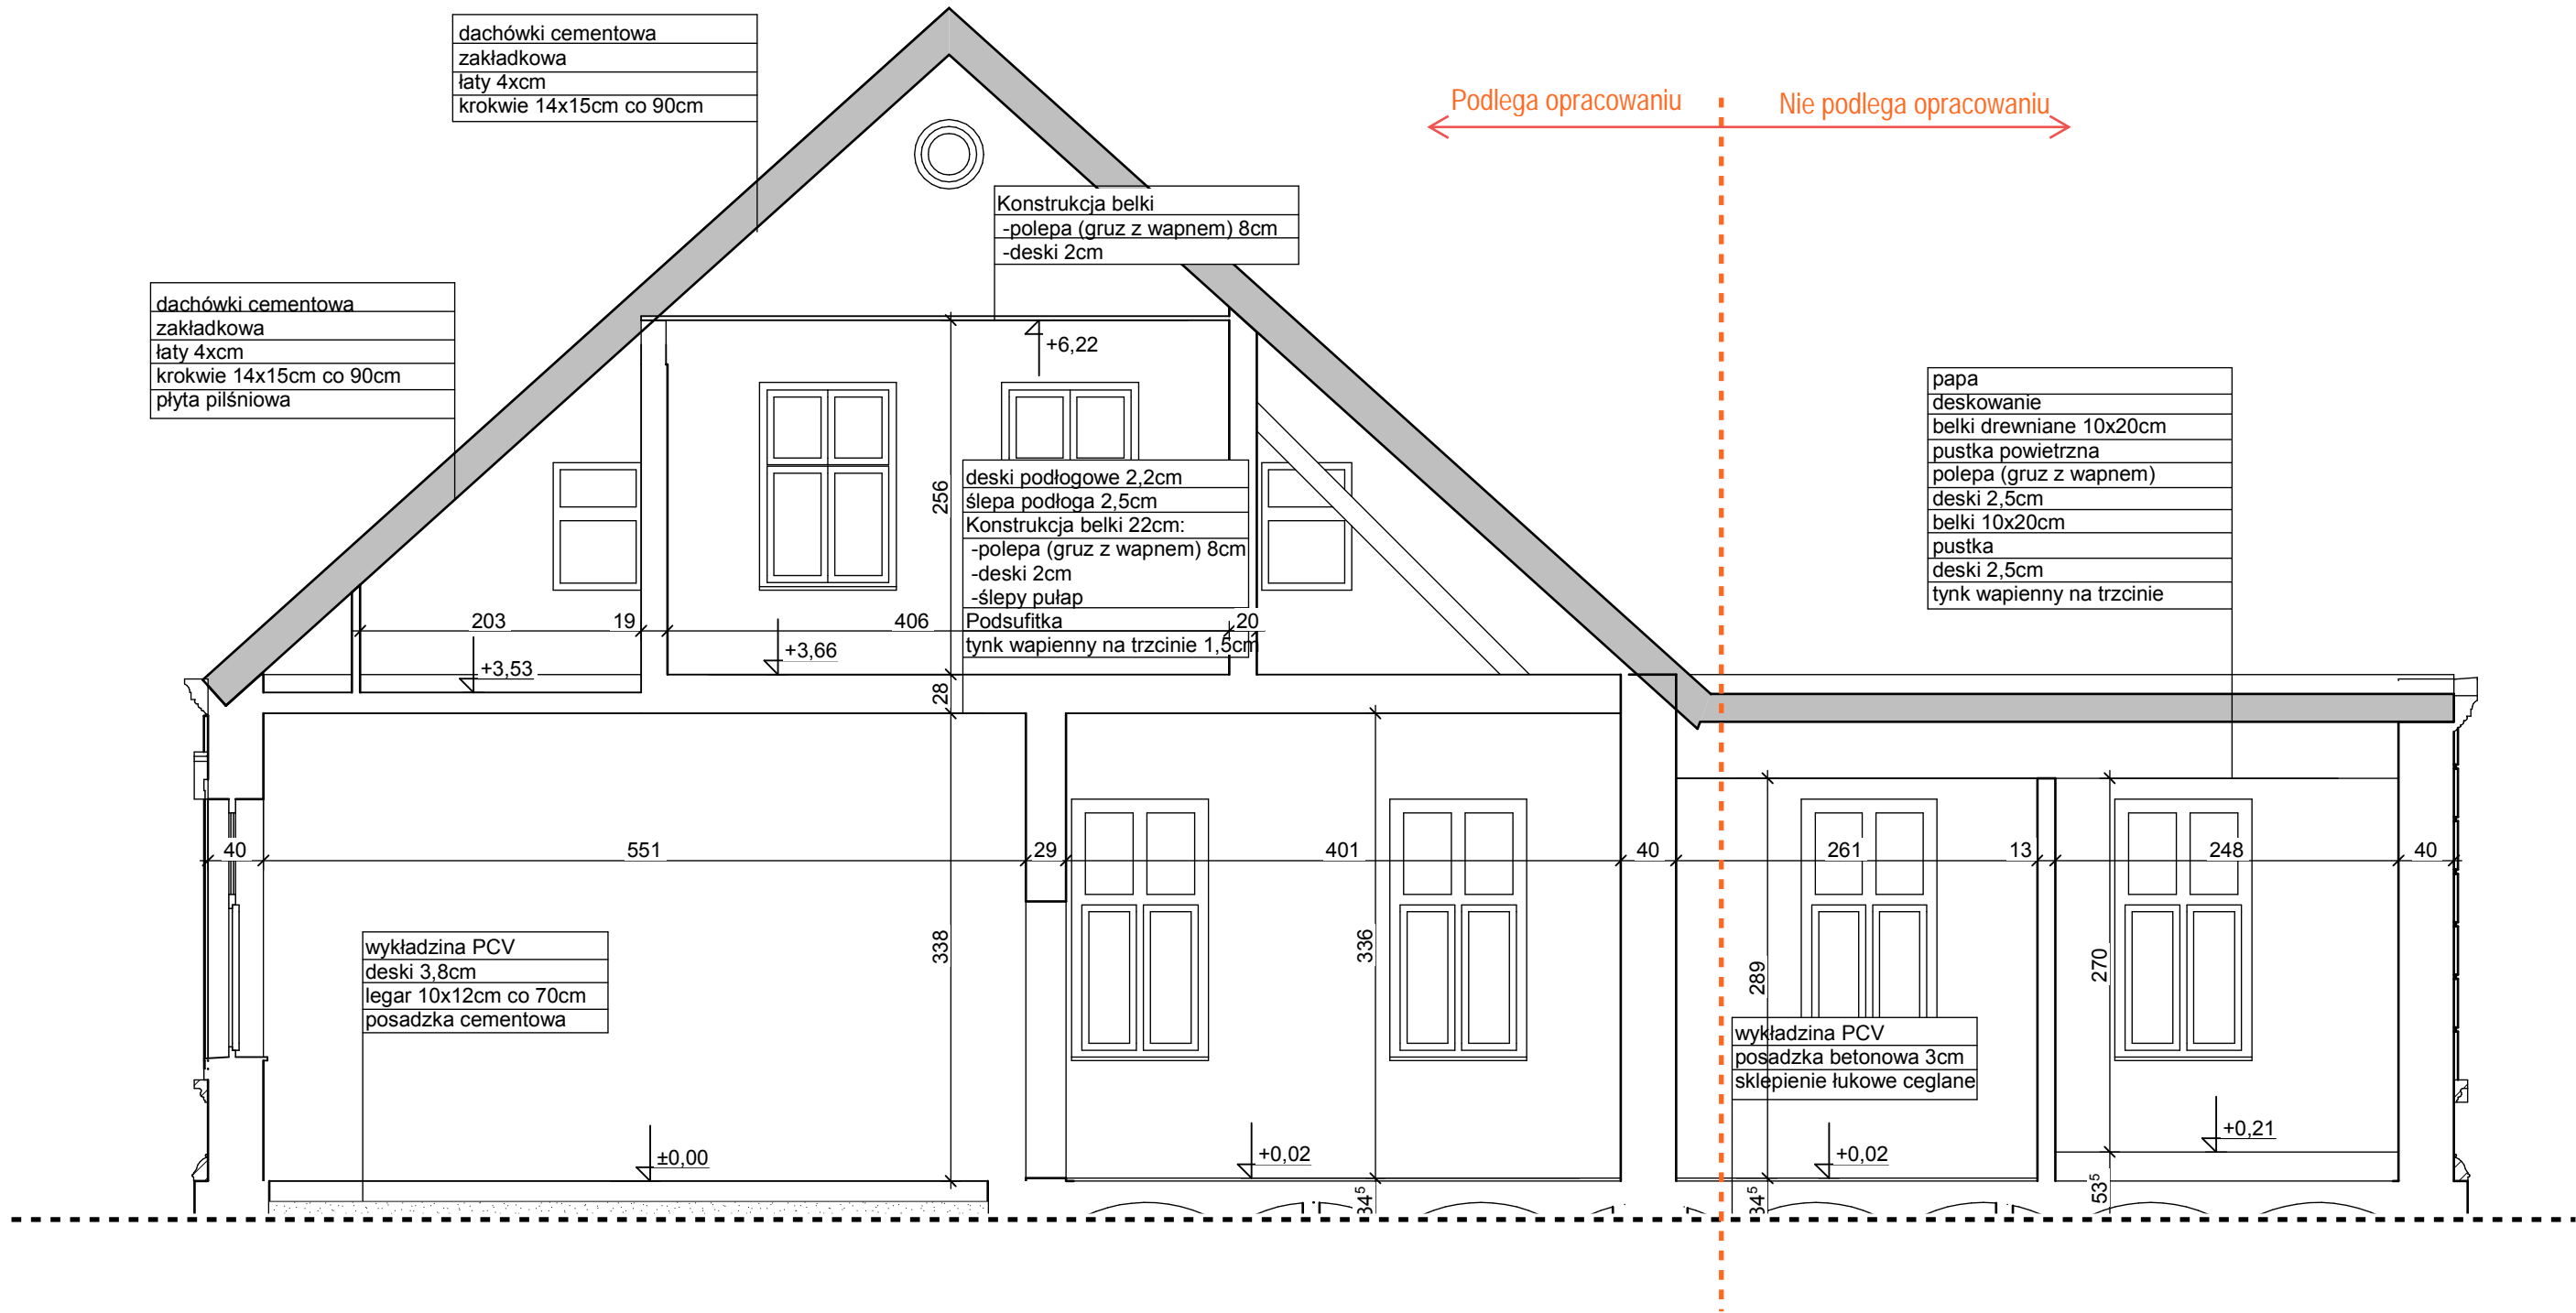 dachówki cementowa
zakładkowa
łaty 4xcm
krokwie 14x15cm co 90cm
Podlega opracowaniu
Nie podlega opracowaniu
Konstrukcja belki
-polepa (gruz z wapnem) 8cm
-deski 2cm
dachówki cementowa
zakładkowa
łaty 4xcm
krokwie 14x15cm co 90cm
płyta pilśniowa
+6,22
papa
deskowanie
belki drewniane 10x20cm
pustka powietrzna
polepa (gruz z wapnem)
deski 2,5cm
belki 10x20cm
pustka
deski 2,5cm
tynk wapienny na trzcinie
256
deski podłogowe 2,2cm
ślepa podłoga 2,5cm
Konstrukcja belki 22cm:
-polepa (gruz z wapnem) 8cm
-deski 2cm
-ślepy pułap
Podsufitka
tynk wapienny na trzcinie 1,5cm
203
19
406
20
+3,53
+3,66
28
40
551
29
401
40
261
13
248
40
338
336
289
270
wykładzina PCV
deski 3,8cm
legar 10x12cm co 70cm
posadzka cementowa
wykładzina PCV
posadzka betonowa 3cm
sklepienie łukowe ceglane
±0,00
+0,02
+0,02
+0,21
34⁵
34⁵
53⁵